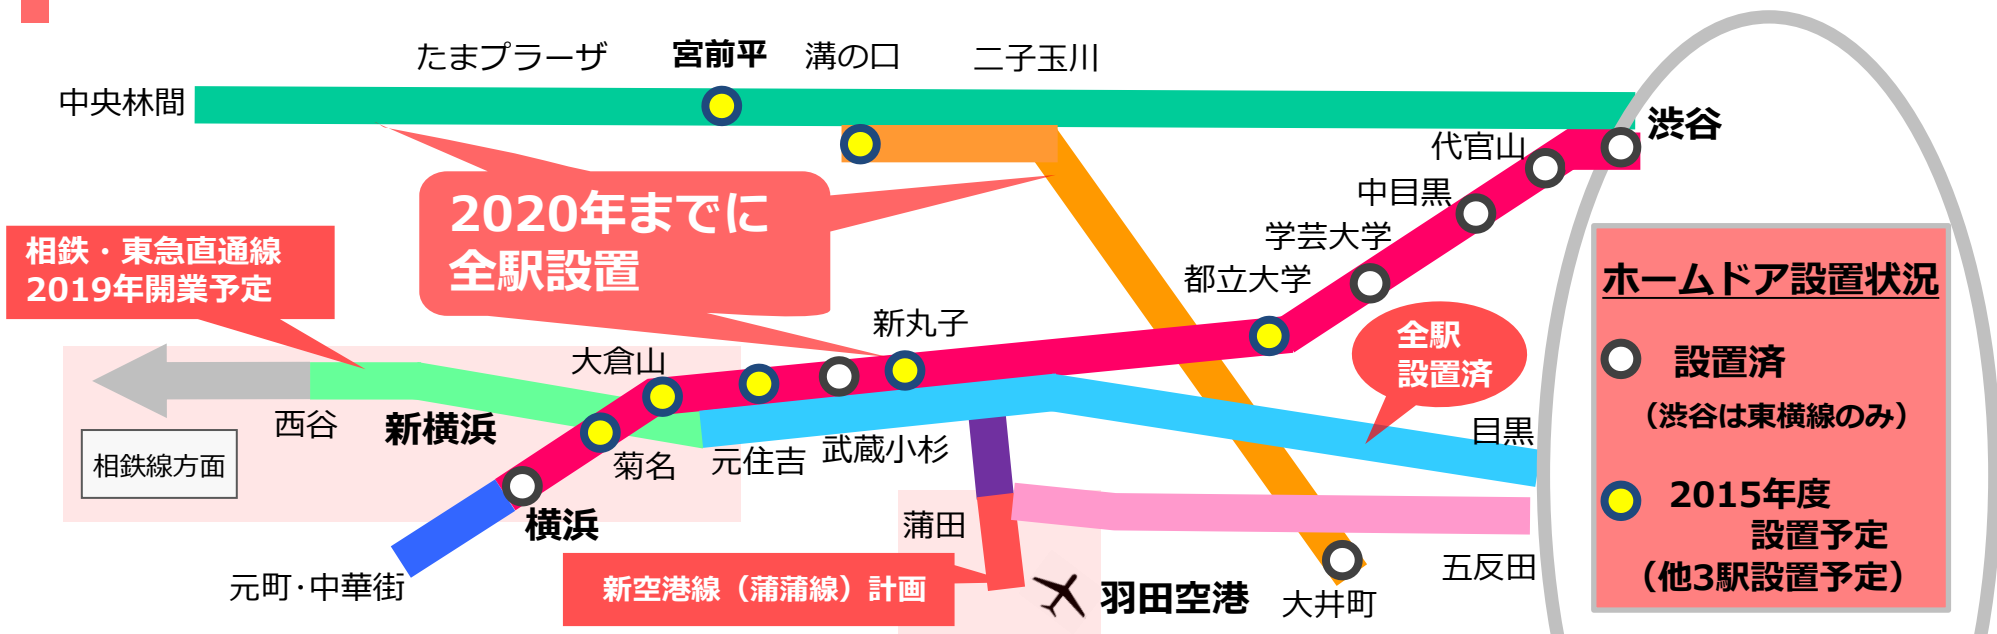 たまプラーザ
宮前平
溝の口
二子玉川
中央林間
渋谷
代官山
中目黒
学芸大学
都立大学
2020年までに
全駅設置
相鉄・東急直通線
2019年開業予定
新丸子
大倉山
全駅
設置済
西谷
新横浜
菊名
元住吉
武蔵小杉
目黒
相鉄線方面
横浜
蒲田
元町・中華街
新空港線（蒲蒲線）計画
羽田空港
大井町
五反田
ホームドア設置状況
設置済
（渋谷は東横線のみ）
2015年度
設置予定
（他3駅設置予定）